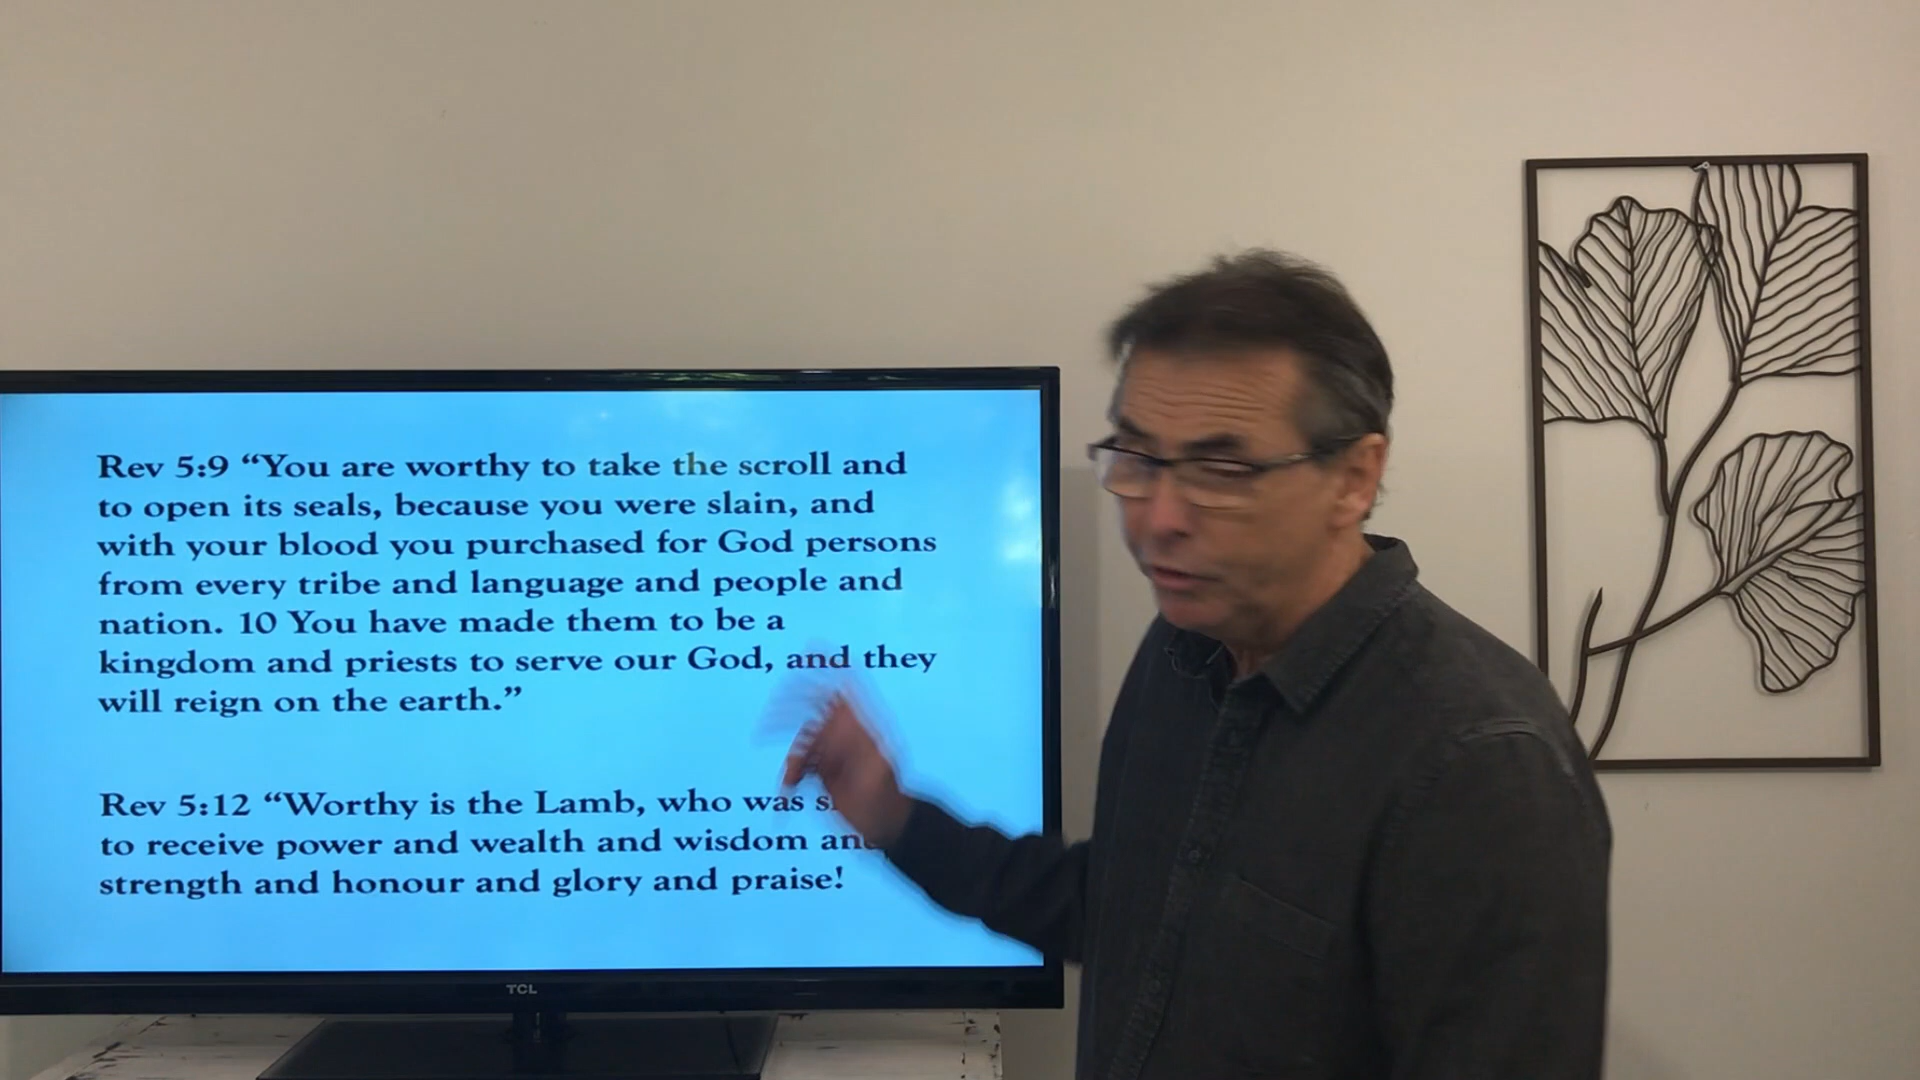 Rev 5:9 “You are worthy to take the scroll and
to open its seals, because you were slain, and
with your blood you purchased for God persons
from every tribe and language and people and
nation. 10 You have made them to be a
kingdom and priests to serve our God, and they
will reign on the earth.”
Rev 5:12 “Worthy is the Lamb, who was
to receive power and wealth and wisdom and
strength and honour and glory and praise!
TCL